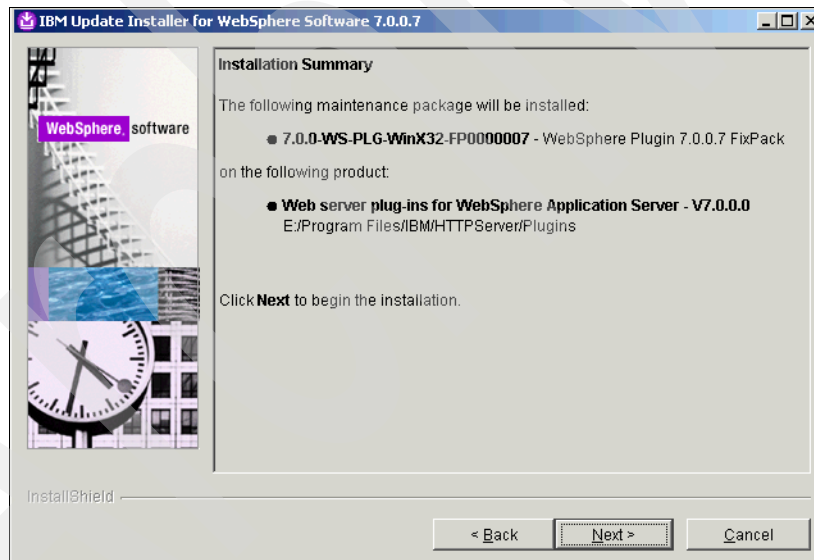 IBM Update Installer for WebSphere Software 7.0.0.7
Installation Summary
The following maintenance package will be installed:
WebSphere. software
7.0.0-WS-PLG-WinX32-FP0000007 - WebSphere Plugin 7.0.0.7 FixPack
on the following product:
Web server plug-ins for WebSphere Application Server - V7.0.0.0
E:/Program Files/IBM/HTTPServer/Plugins
Click Next to begin the installation.
InstallShield
< Back Next > Cancel